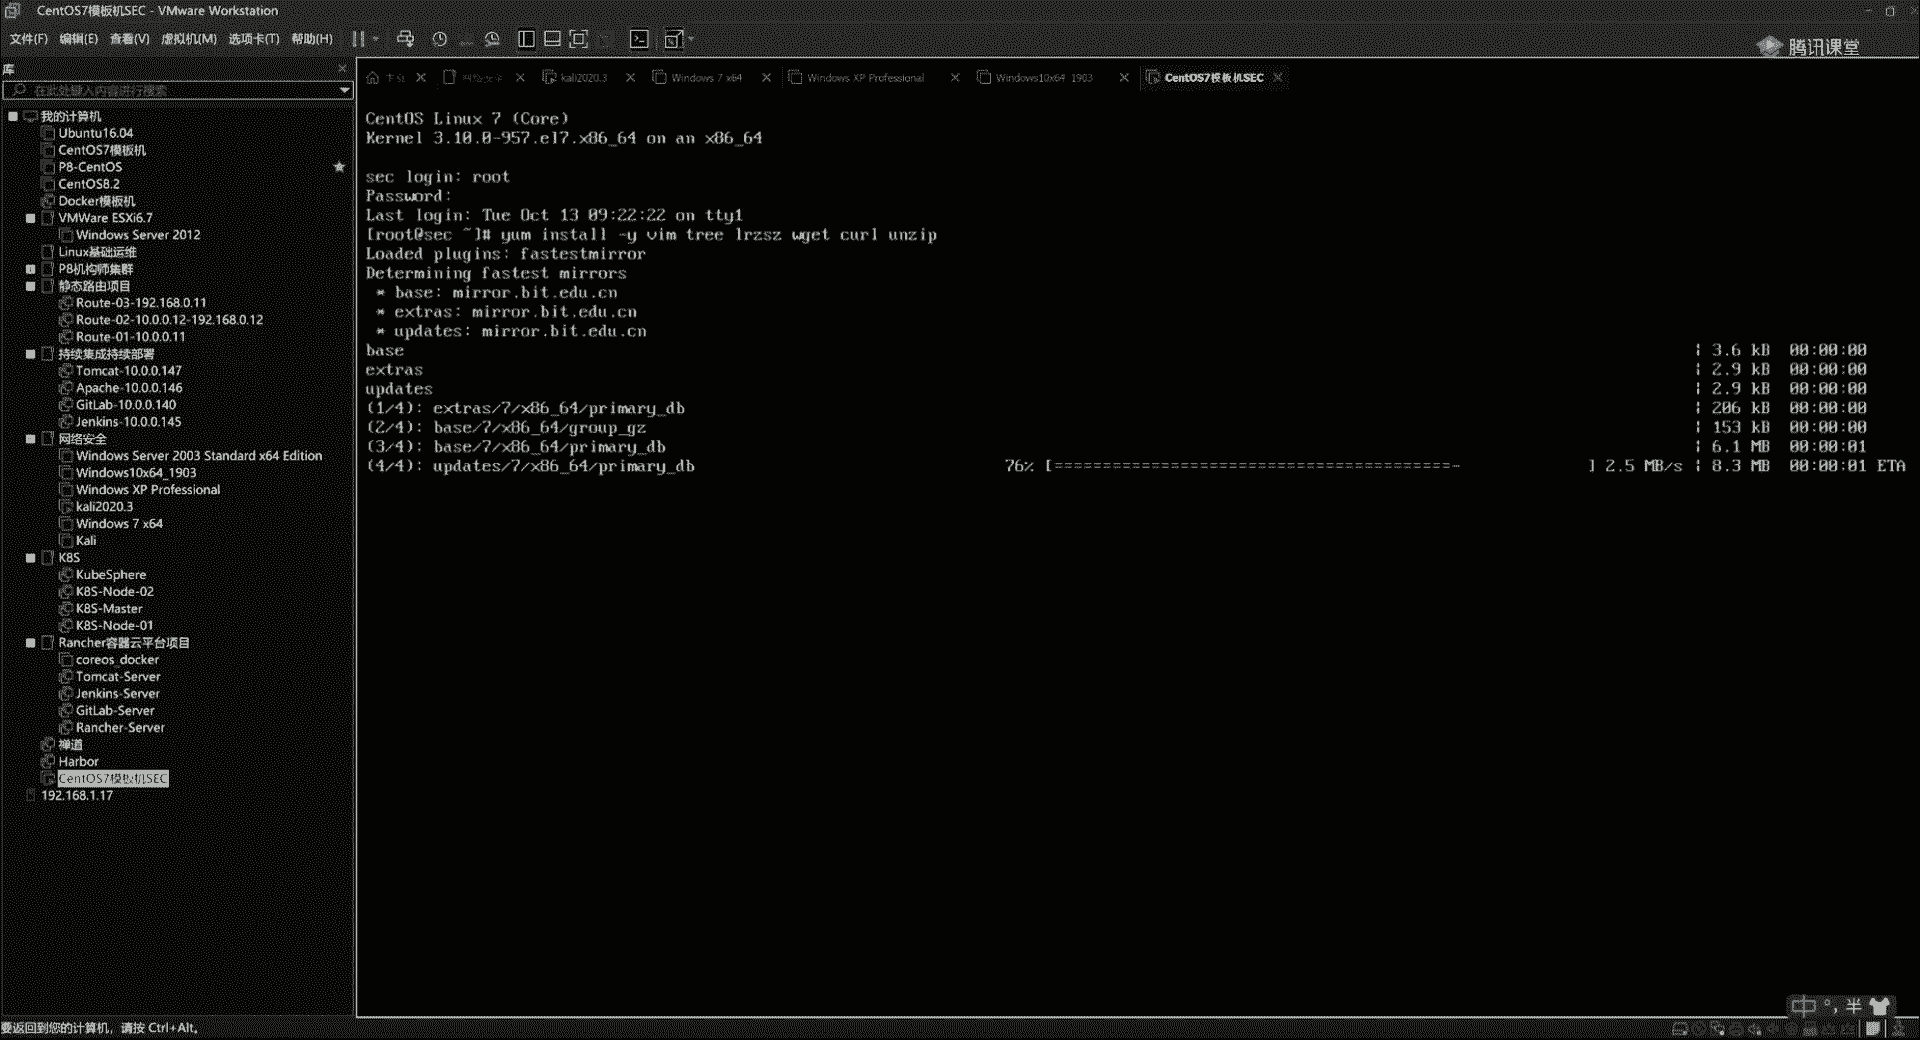 CentOS7模板机SEC - VMware Workstation
文件(F) 编辑(E) 查看(V) 虚拟机(M) 选项卡(T) 帮助(H)
腾讯课堂
库
在此处键入内容进行搜索
我的计算机
Ubuntu16.04
CentOS7模板机
P8-CentOS
CentOS8.2
Docker模板机
VMWare ESXi6.7
Windows Server 2012
Linux基础运维
P8机构师集群
静态路由项目
Route-03-192.168.0.11
Route-02-10.0.0.12-192.168.0.12
Route-01-10.0.0.11
持续集成持续部署
Tomcat-10.0.0.147
Apache-10.0.0.146
GitLab-10.0.0.140
Jenkins-10.0.0.145
网络安全
Windows Server 2003 Standard x64 Edition
Windows10x64_1903
Windows XP Professional
kali2020.3
Windows 7 x64
Kali
K8S
KubeSphere
K8S-Node-02
K8S-Master
K8S-Node-01
Rancher容器云平台项目
coreos_docker
Tomcat-Server
Jenkins-Server
GitLab-Server
Rancher-Server
禅道
Harbor
CentOS7模板机SEC
192.168.1.17
kali2020.3 Windows 7 x64 Windows XP Professional Windows10x64_1903 CentOS7模板机SEC
CentOS Linux 7 (Core)
Kernel 3.10.0-957.el7.x86_64 on an x86_64
sec login: root
Password:
Last login: Tue Oct 13 09:22:22 on tty1
[root@sec ~]# yum install -y vim tree lrzsz wget curl unzip
Loaded plugins: fastestmirror
Determining fastest mirrors
* base: mirror.bit.edu.cn
* extras: mirror.bit.edu.cn
* updates: mirror.bit.edu.cn
base | 3.6 kB 00:00:00
extras | 2.9 kB 00:00:00
updates | 2.9 kB 00:00:00
(1/4): extras/7/x86_64/primary_db | 206 kB 00:00:00
(2/4): base/7/x86_64/group_gz | 153 kB 00:00:00
(3/4): base/7/x86_64/primary_db | 6.1 MB 00:00:01
(4/4): updates/7/x86_64/primary_db 76% [==========================================- ] 2.5 MB/s | 8.3 MB 00:00:01 ETA
中 °, 半
要返回到您的计算机，请按 Ctrl+Alt。